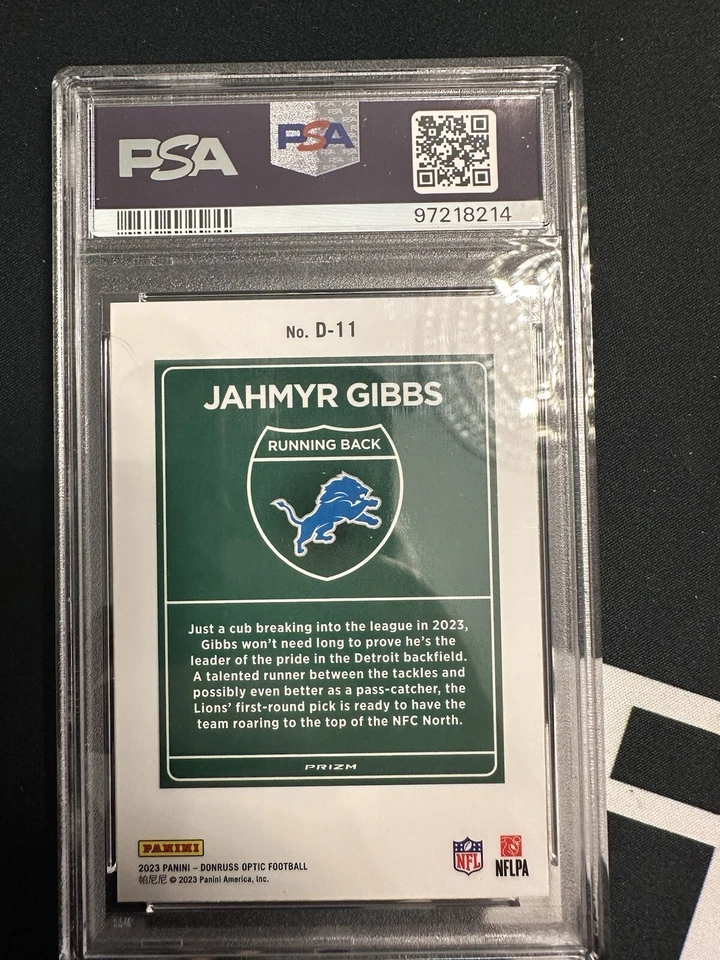 PSA
PSA
97218214
No. D-11
JAHMYR GIBBS
RUNNING BACK
Just a cub breaking into the league in 2023,
Gibbs won't need long to prove he's the
leader of the pride in the Detroit backfield.
A talented runner between the tackles and
possibly even better as a pass-catcher, the
Lions' first-round pick is ready to have the
team roaring to the top of the NFC North.
PRIZM
PANINI
2023 PANINI – DONRUSS OPTIC FOOTBALL
帕尼尼 © 2023 Panini America, Inc.
NFL
NFLPA